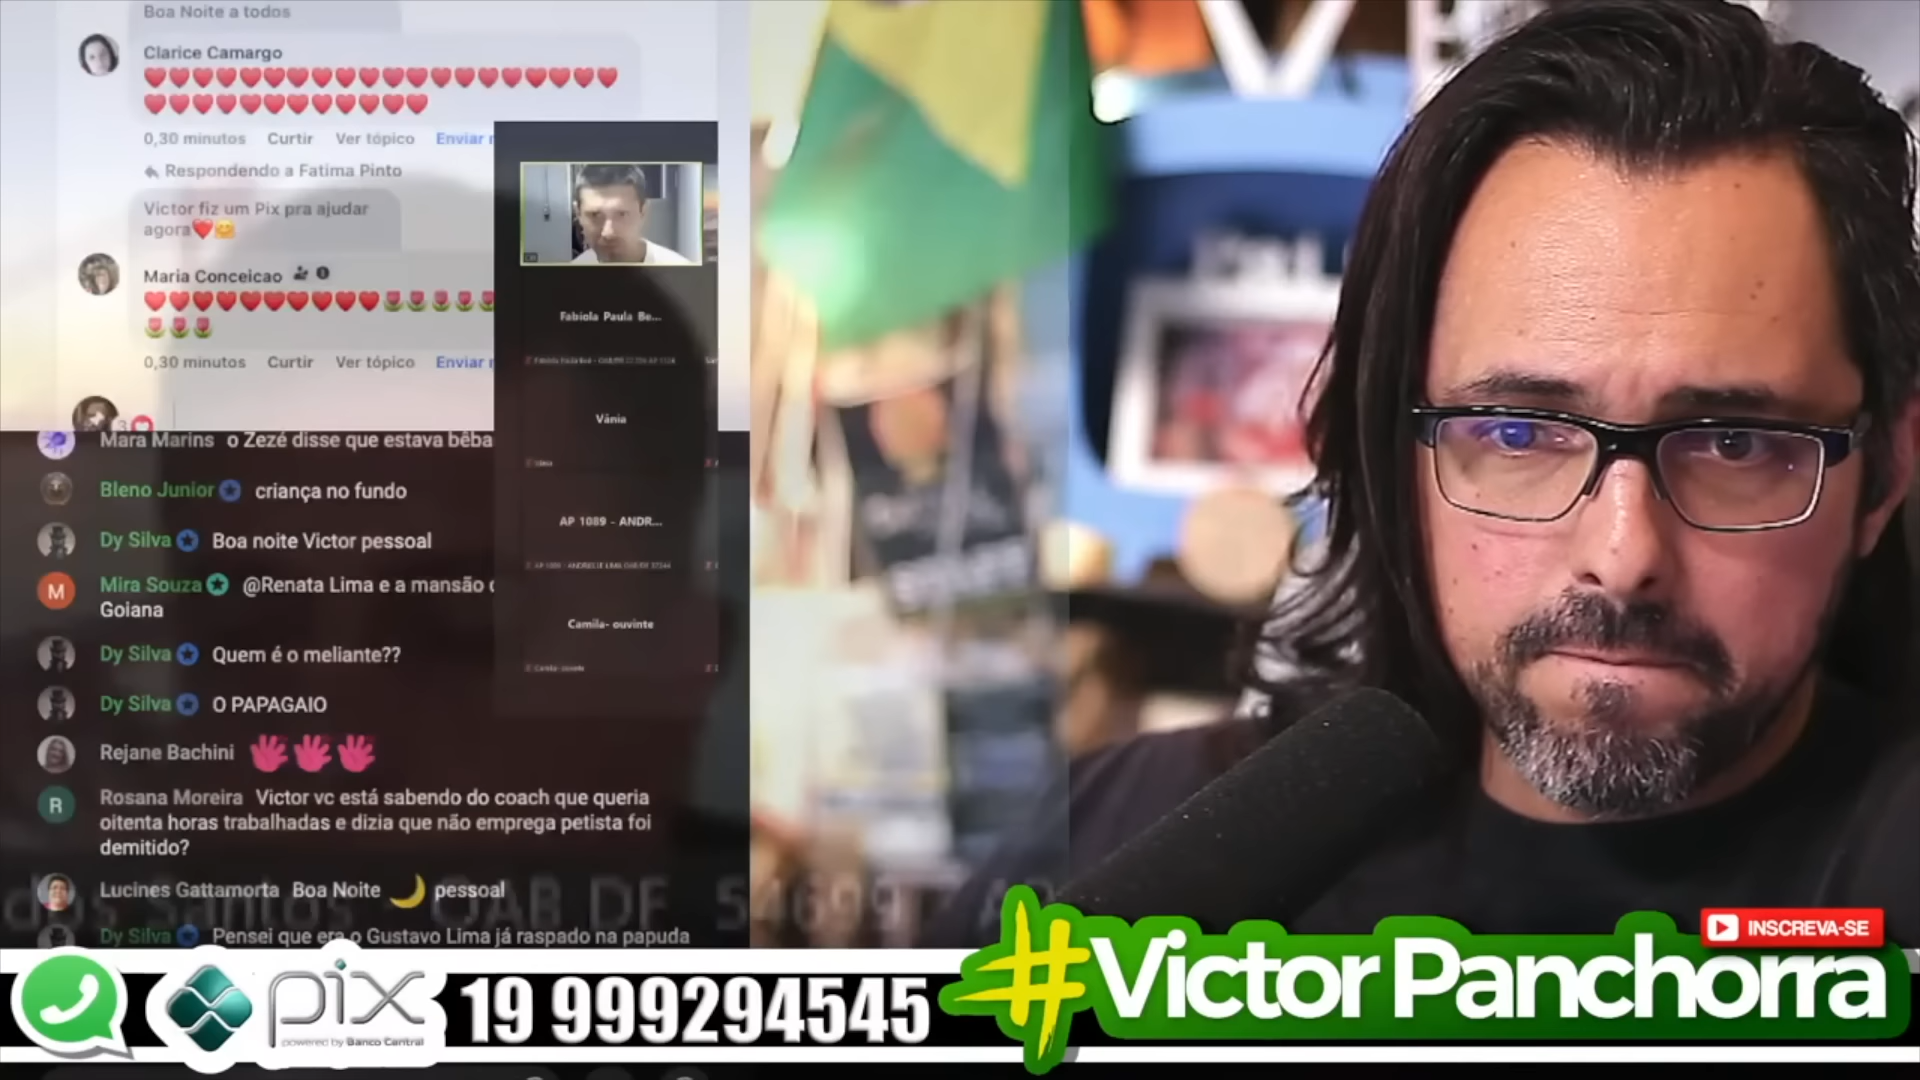 Boa Noite a todos
Clarice Camargo
❤️❤️❤️❤️❤️❤️❤️❤️❤️❤️❤️❤️❤️❤️❤️❤️❤️❤️❤️❤️
❤️❤️❤️❤️❤️❤️❤️❤️❤️❤️❤️❤️
0,30 minutos Curtir Ver tópico Enviar
Respondendo a Fatima Pinto
Victor fiz um Pix pra ajudar
agora❤️😊
Maria Conceicao
❤️❤️❤️❤️❤️❤️❤️❤️❤️❤️🌷🌷🌷🌷🌷
🌷🌷🌷
0,30 minutos Curtir Ver tópico Enviar
Fabiola Paula Be...
Vânia
AP 1089 - ANDR...
Camila- ouvinte
Mara Marins o Zezé disse que estava bêba
Bleno Junior criança no fundo
Dy Silva Boa noite Victor pessoal
M
Mira Souza @Renata Lima e a mansão
Goiana
Dy Silva Quem é o meliante??
Dy Silva O PAPAGAIO
Rejane Bachini
R
Rosana Moreira Victor vc está sabendo do coach que queria
oitenta horas trabalhadas e dizia que não emprega petista foi
demitido?
Lucines Gattamorta Boa Noite 🌙 pessoal
dos Santos - OAB DF 54699
Dy Silva Pensei que era o Gustavo Lima já raspado na papuda
INSCREVA-SE
pix
powered by Banco Central
19 999294545
#Victor Panchorra